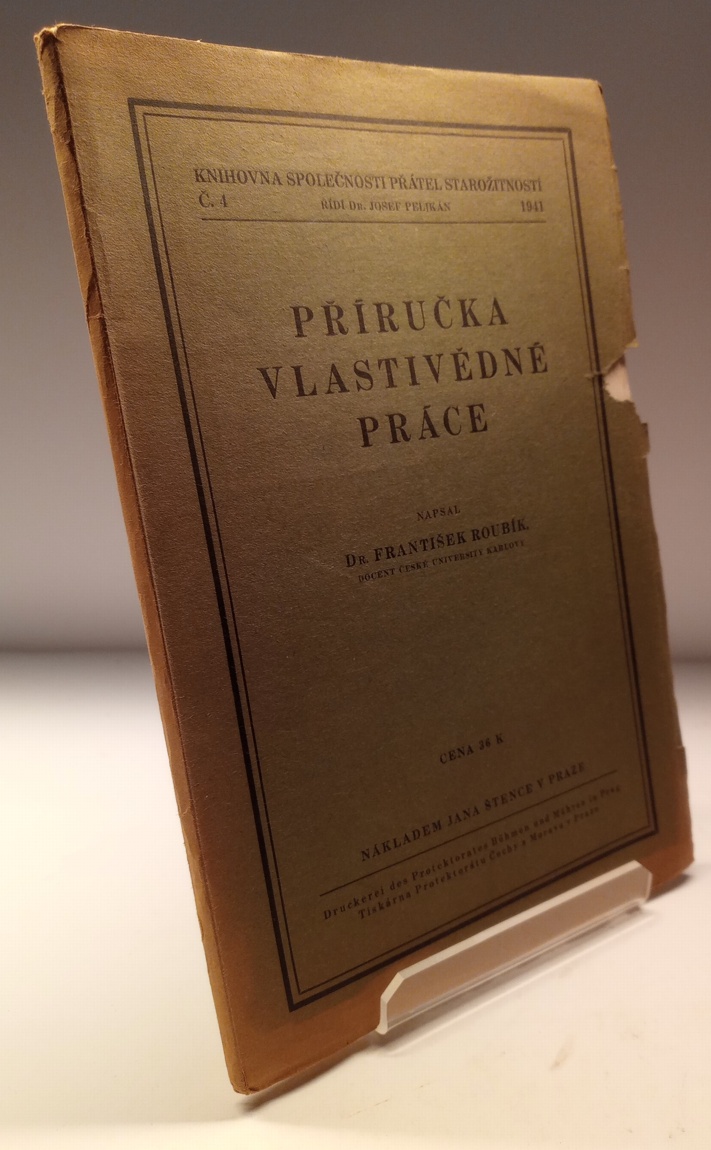 KNIHOVNA SPOLEČNOSTI PŘÁTEL STAROŽITNOSTÍ
Č. 4 ŘÍDÍ DR. JOSEF PELIKÁN 1941
PŘÍRUČKA
VLASTIVĚDNÉ
PRÁCE
NAPSAL
DR. FRANTIŠEK ROUBÍK,
DOCENT ČESKÉ UNIVERSITY KARLOVY
CENA 36 K
NÁKLADEM JANA ŠTENCE V PRAZE
Druckerei des Protektorates Böhmen und Mähren in Prag
Tiskárna Protektorátu Čechy a Morava v Praze